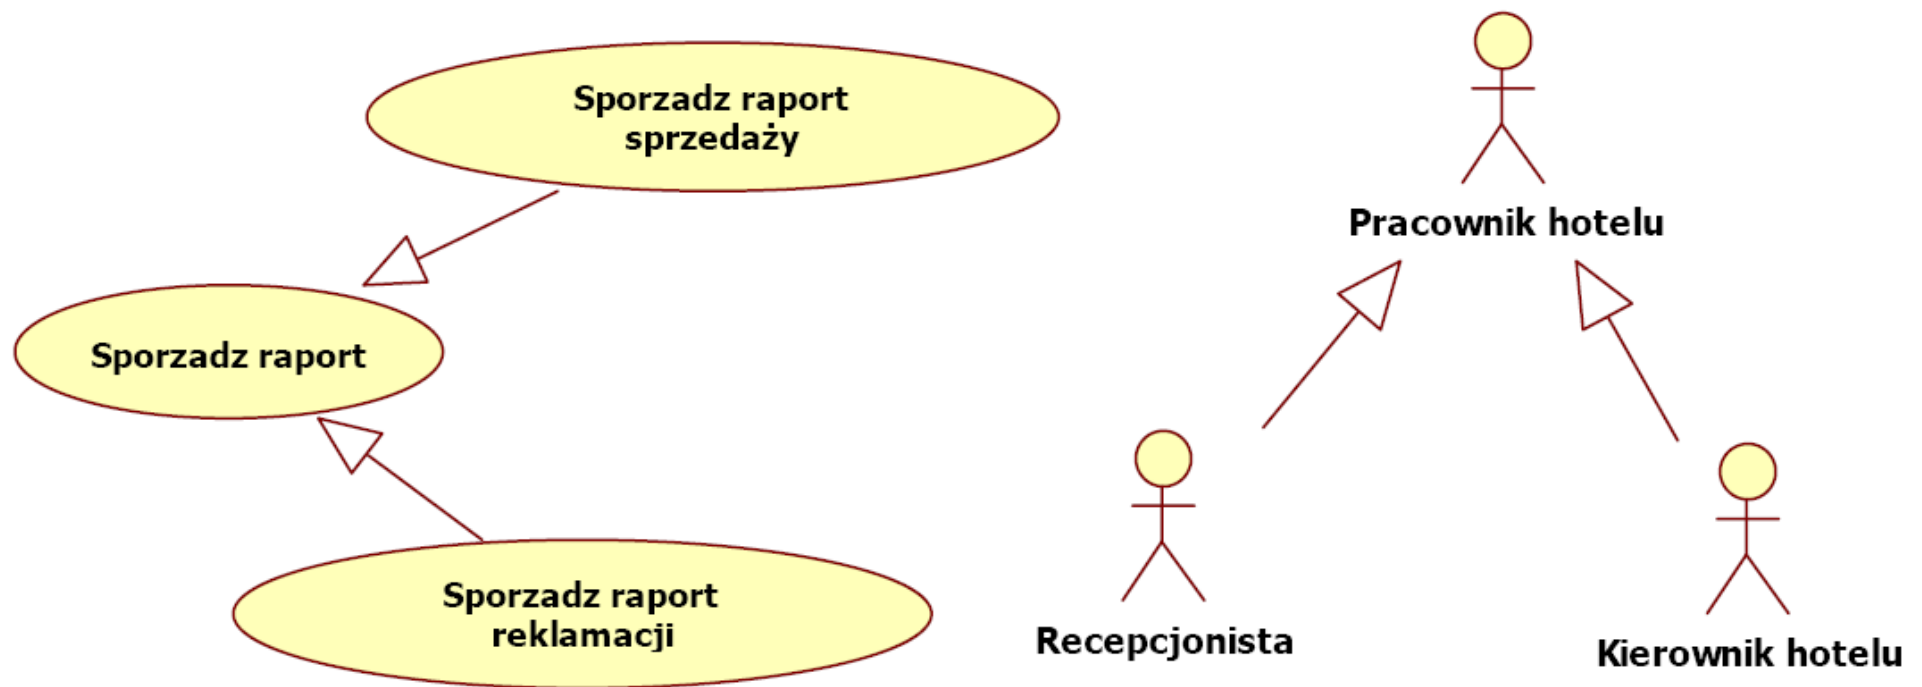 Sporzadz raport
sprzedaży
Pracownik hotelu
Sporzadz raport
Sporzadz raport
reklamacji
Recepcjonista
Kierownik hotelu